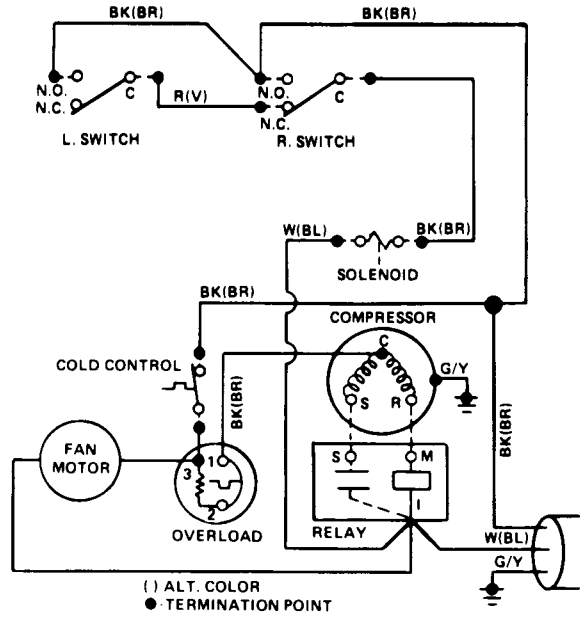 BK(BR)
BK(BR)
N.O.
N.C.
C
R(V)
N.O.
N.C.
C
L. SWITCH
R. SWITCH
W(BL)
BK(BR)
SOLENOID
BK(BR)
COMPRESSOR
C
COLD CONTROL
G/Y
BK(BR)
S
R
BK(BR)
FAN
MOTOR
3
1
2
S
M
I
OVERLOAD
RELAY
W(BL)
G/Y
( ) ALT. COLOR
- TERMINATION POINT